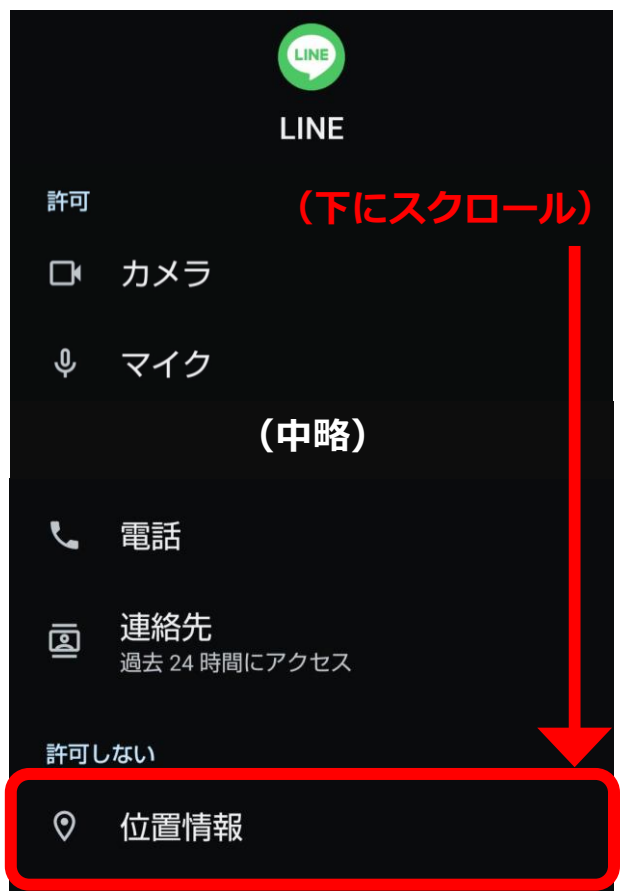 LINE
LINE
許可
（下にスクロール）
カメラ
マイク
（中略）
電話
連絡先
過去 24 時間にアクセス
許可しない
位置情報